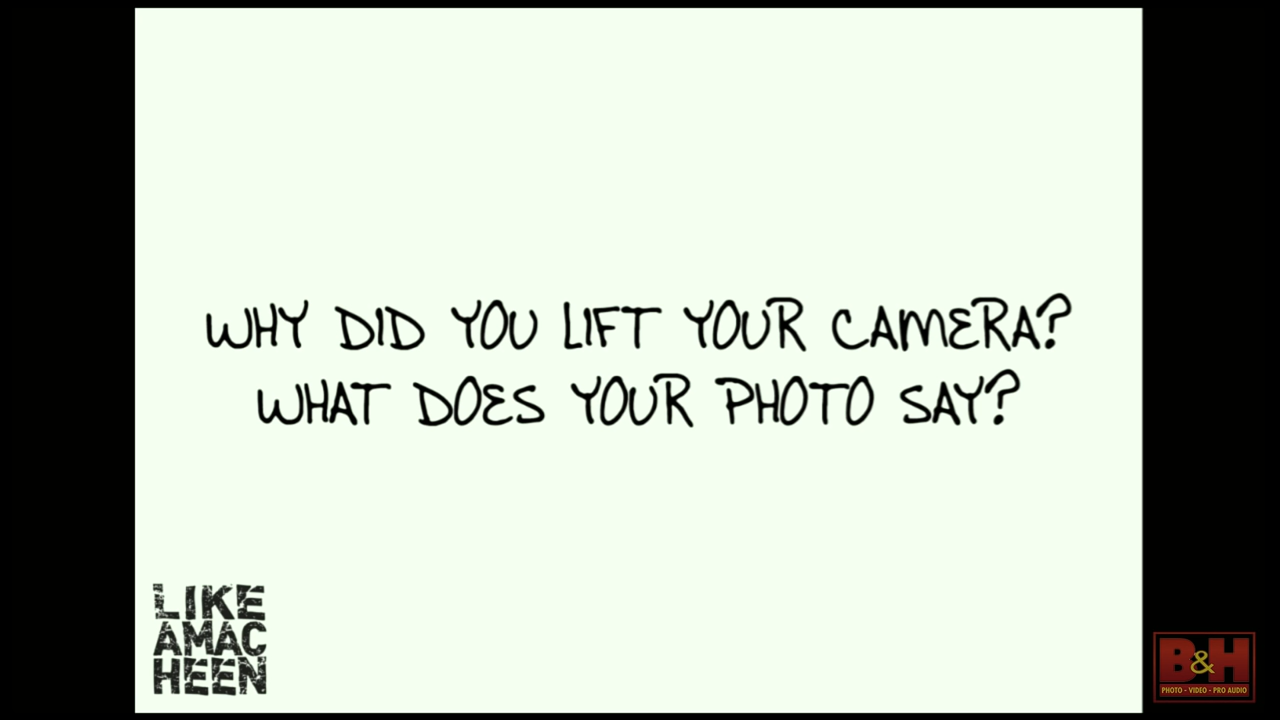 WHY DID YOU LIFT YOUR CAMERA?
WHAT DOES YOUR PHOTO SAY?
LIKE
AMAC
HEEN
B&H
PHOTO - VIDEO - PRO AUDIO